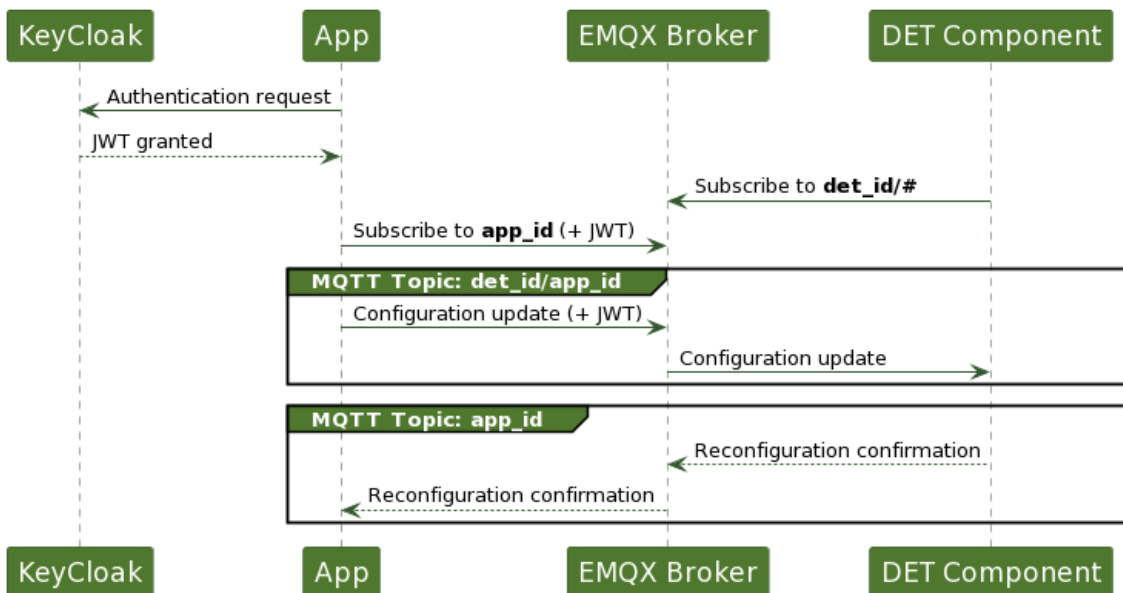 KeyCloak
App
EMQX Broker
DET Component
Authentication request
JWT granted
Subscribe to det_id/#
Subscribe to app_id (+ JWT)
MQTT Topic: det_id/app_id
Configuration update (+ JWT)
Configuration update
MQTT Topic: app_id
Reconfiguration confirmation
Reconfiguration confirmation
KeyCloak
App
EMQX Broker
DET Component